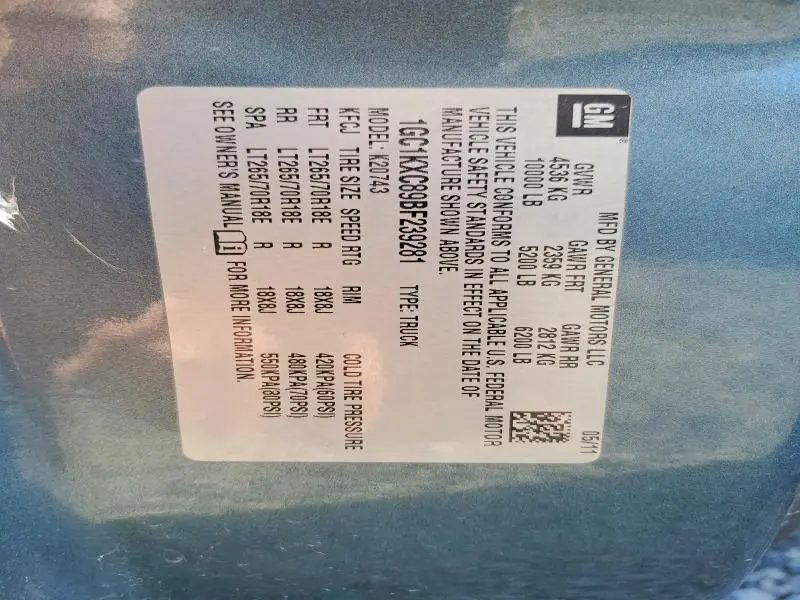 GM
MFD BY GENERAL MOTORS LLC 05/11
GVWR GAWR FRT GAWR RR
4536 KG 2359 KG 2812 KG
10000 LB 5200 LB 6200 LB
THIS VEHICLE CONFORMS TO ALL APPLICABLE U.S. FEDERAL MOTOR
VEHICLE SAFETY STANDARDS IN EFFECT ON THE DATE OF
MANUFACTURE SHOWN ABOVE.
1GC1KXC89BF239281 TYPE: TRUCK
MODEL: K20743
KFCJ TIRE SIZE SPEED RTG RIM COLD TIRE PRESSURE
FRT LT265/70R18E R 18X8J 420KPA(60PSI)
RR LT265/70R18E R 18X8J 480KPA(70PSI)
SPA LT265/70R18E R 18X8J 550KPA(80PSI)
SEE OWNER'S MANUAL FOR MORE INFORMATION.